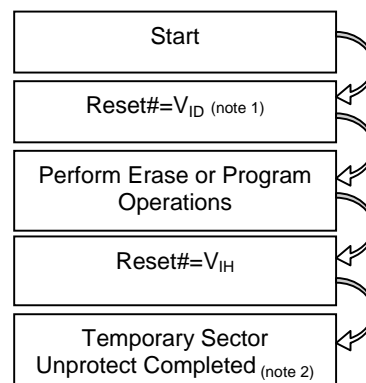 Start
Reset#=VID (note 1)
Perform Erase or Program
Operations
Reset#=VIH
Temporary Sector
Unprotect Completed (note 2)